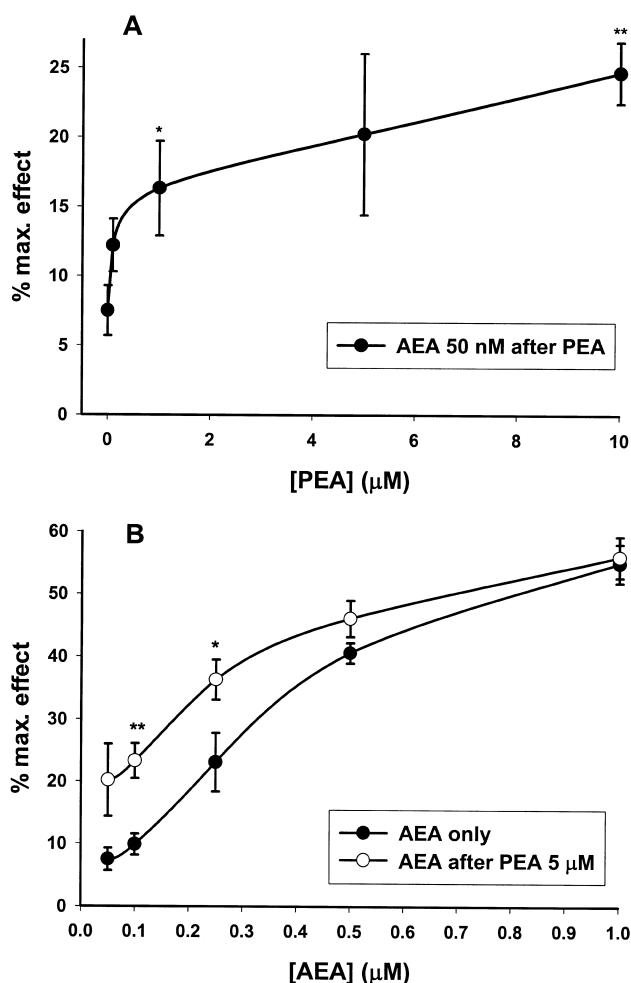 A
**
25
20
*
15
10
5
0
% max. effect
AEA 50 nM after PEA
0 2 4 6 8 10
[PEA] (μM)
B
60
50
40
*
30
**
20
10
0
% max. effect
AEA only
AEA after PEA 5 μM
0.0 0.1 0.2 0.3 0.4 0.5 0.6 0.7 0.8 0.9 1.0
[AEA] (μM)